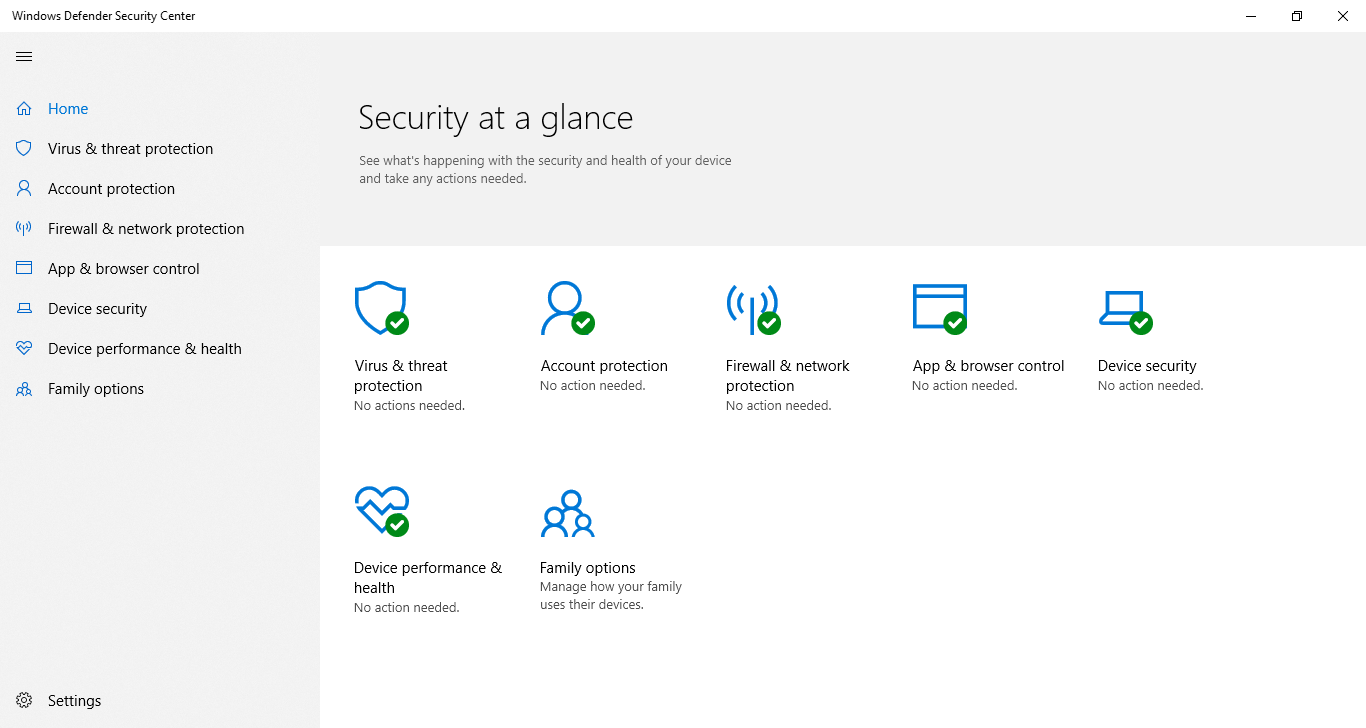 Windows Defender Security Center
Home
Virus & threat protection
Account protection
Firewall & network protection
App & browser control
Device security
Device performance & health
Family options
Settings
Security at a glance
See what's happening with the security and health of your device
and take any actions needed.
Virus & threat
protection
No actions needed.
Account protection
No action needed.
Firewall & network
protection
No action needed.
App & browser control
No action needed.
Device security
No action needed.
Device performance &
health
No action needed.
Family options
Manage how your family
uses their devices.